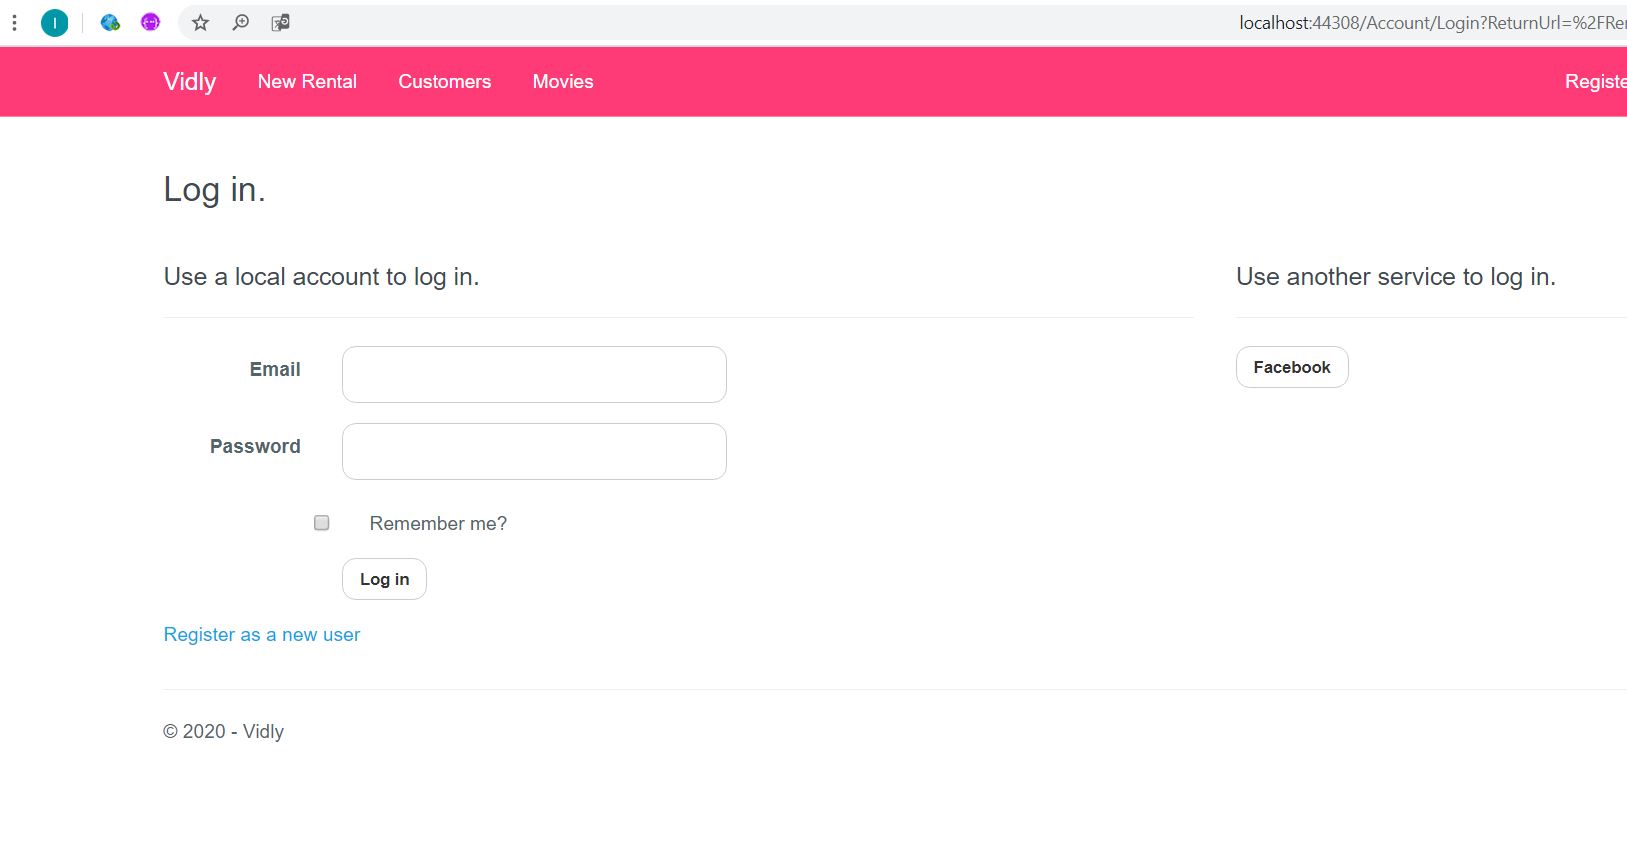 I
localhost:44308/Account/Login?ReturnUrl=%2FRe
Vidly New Rental Customers Movies Registe
Log in.
Use a local account to log in. Use another service to log in.
Email Facebook
Password
Remember me?
Log in
Register as a new user
© 2020 - Vidly